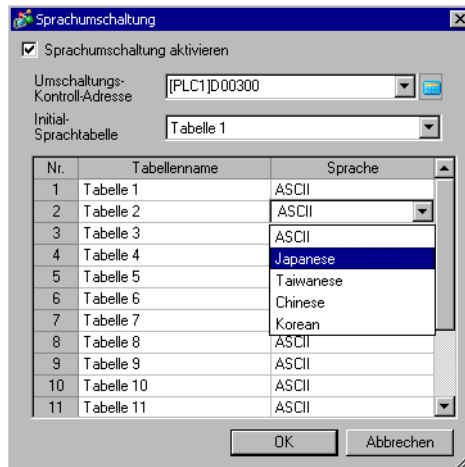 Sprachumschaltung
Sprachumschaltung aktivieren
Umschaltungs-
Kontroll-Adresse
[PLC1]D00300
Initial-
Sprachtabelle
Tabelle 1
Nr. Tabellenname Sprache
1 Tabelle 1 ASCII
2 Tabelle 2 ASCII
3 Tabelle 3 ASCII
4 Tabelle 4 Japanese
5 Tabelle 5 Taiwanese
6 Tabelle 6 Chinese
7 Tabelle 7 Korean
8 Tabelle 8 ASCII
9 Tabelle 9 ASCII
10 Tabelle 10 ASCII
11 Tabelle 11 ASCII
OK Abbrechen